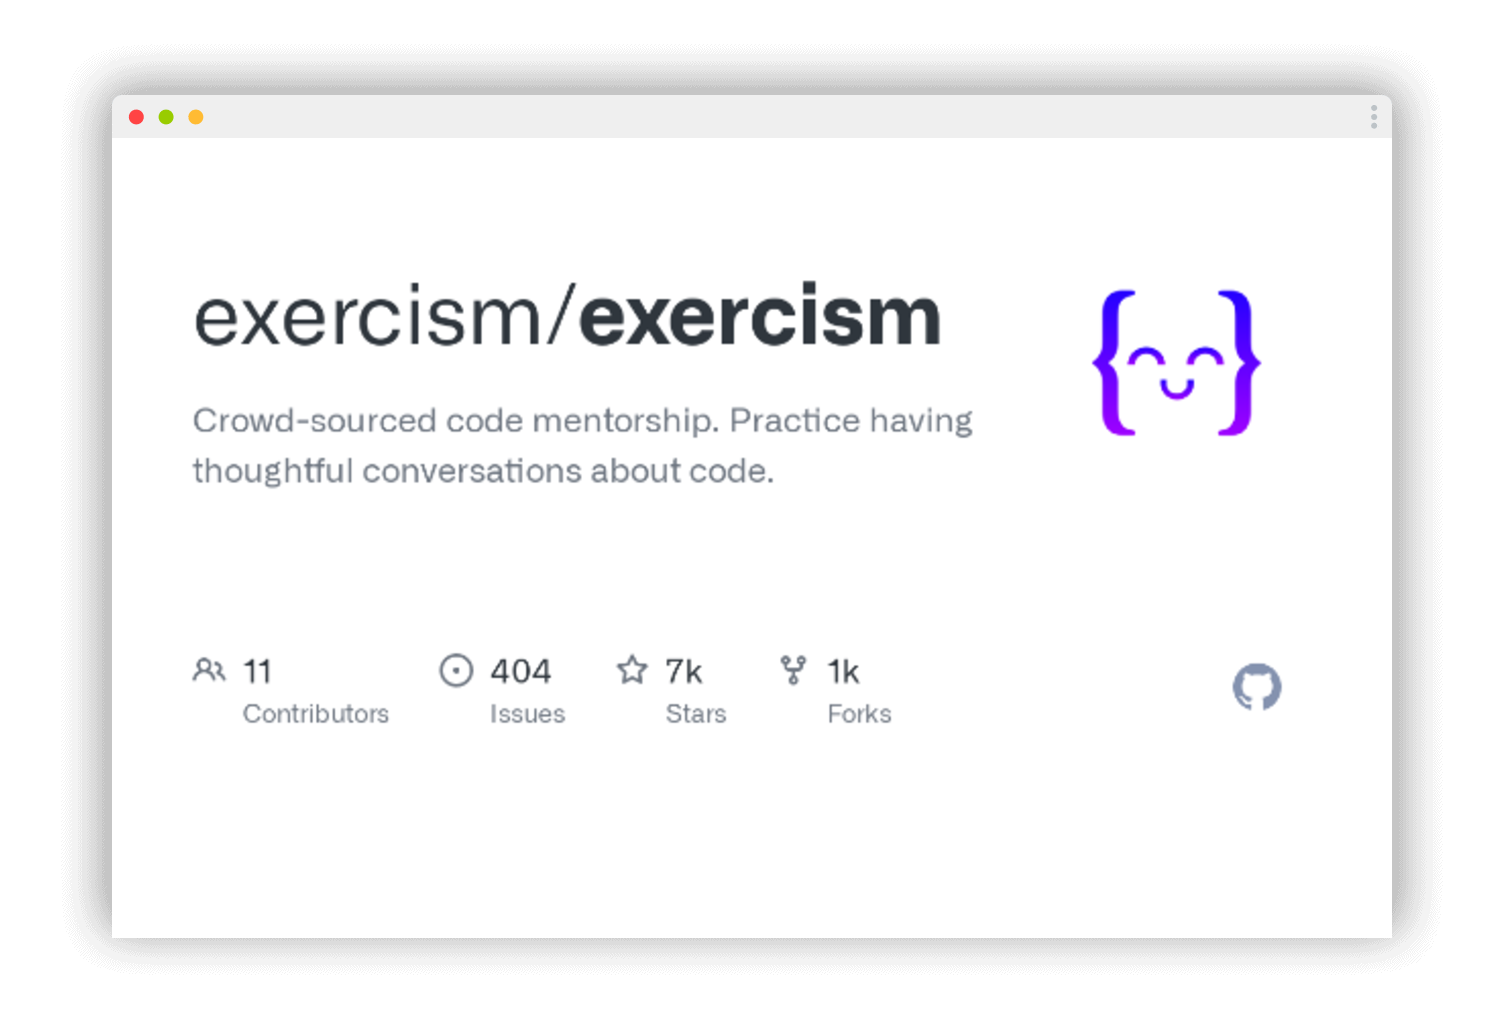 exercism/exercism
Crowd-sourced code mentorship. Practice having
thoughtful conversations about code.
11
Contributors
404
Issues
7k
Stars
1k
Forks